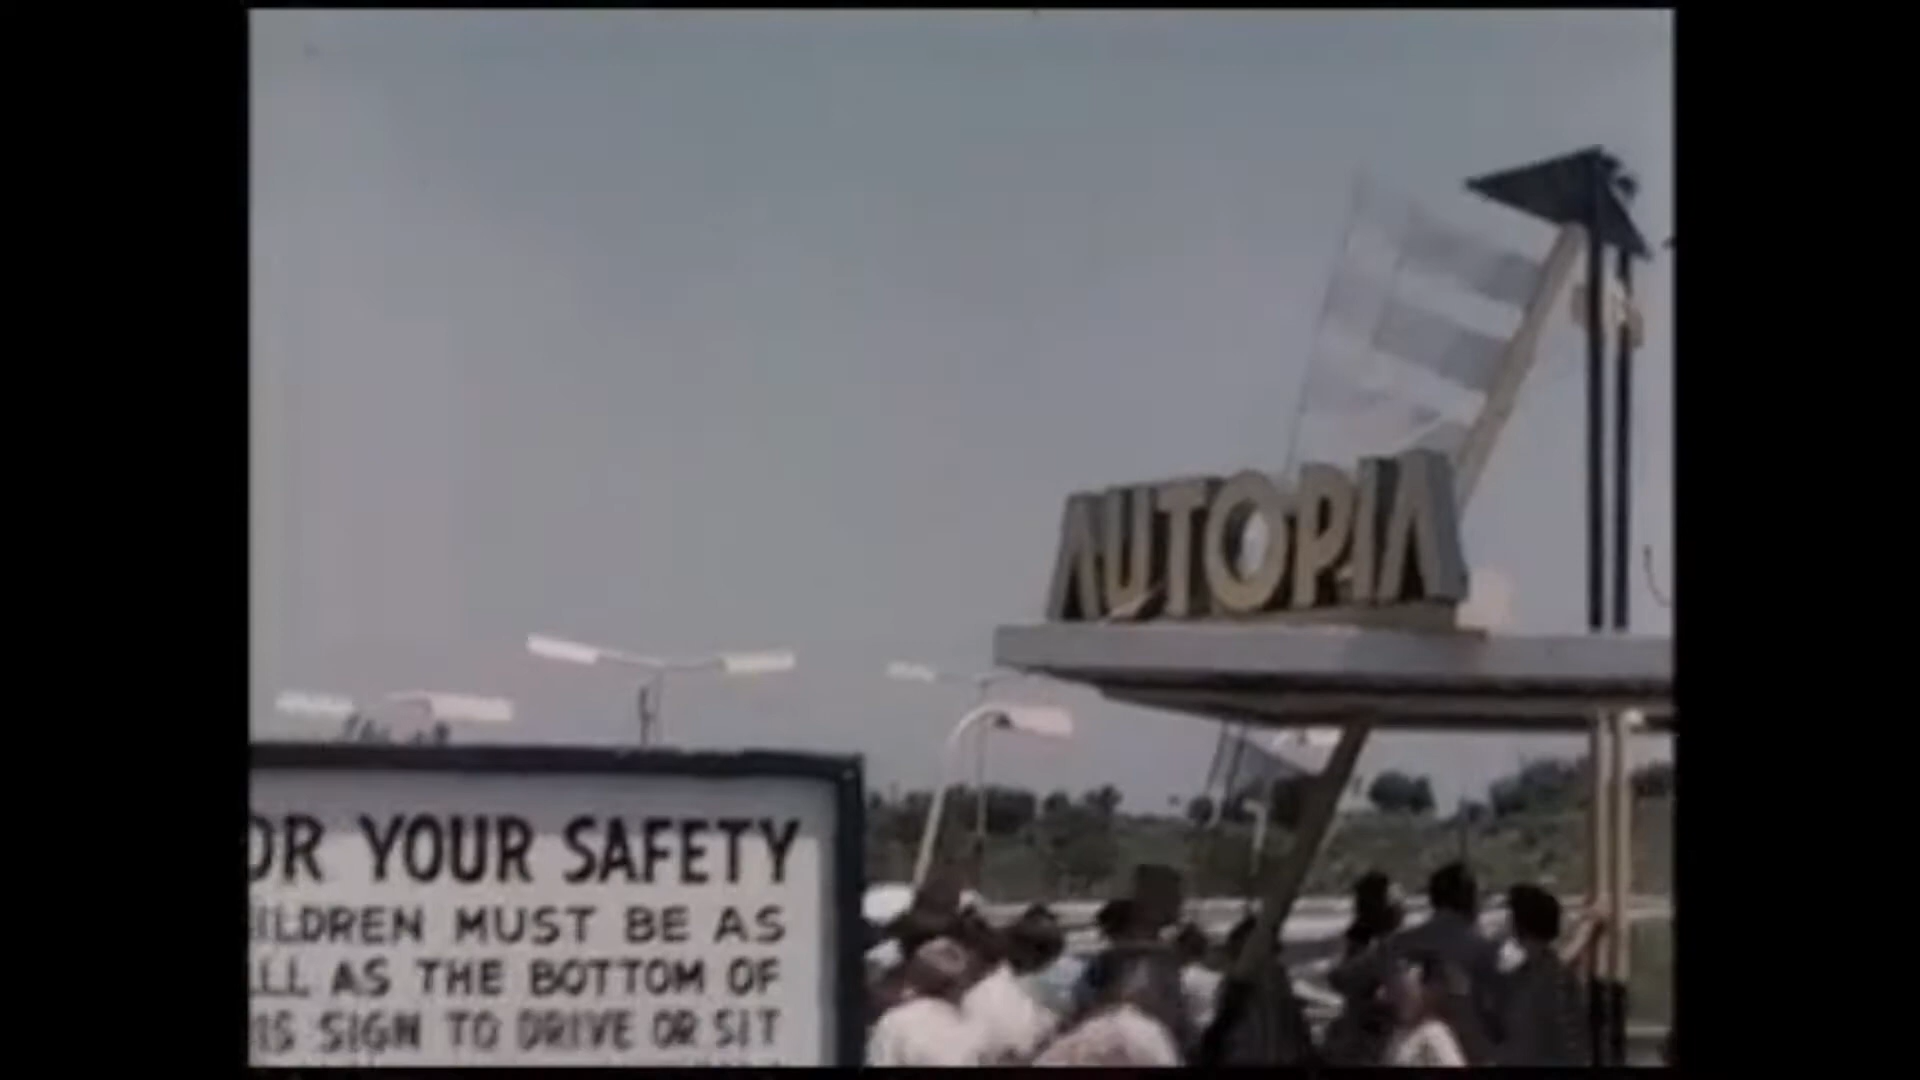 AUTOPIA
OR YOUR SAFETY
ILDREN MUST BE AS
LL AS THE BOTTOM OF
IS SIGN TO DRIVE OR SIT